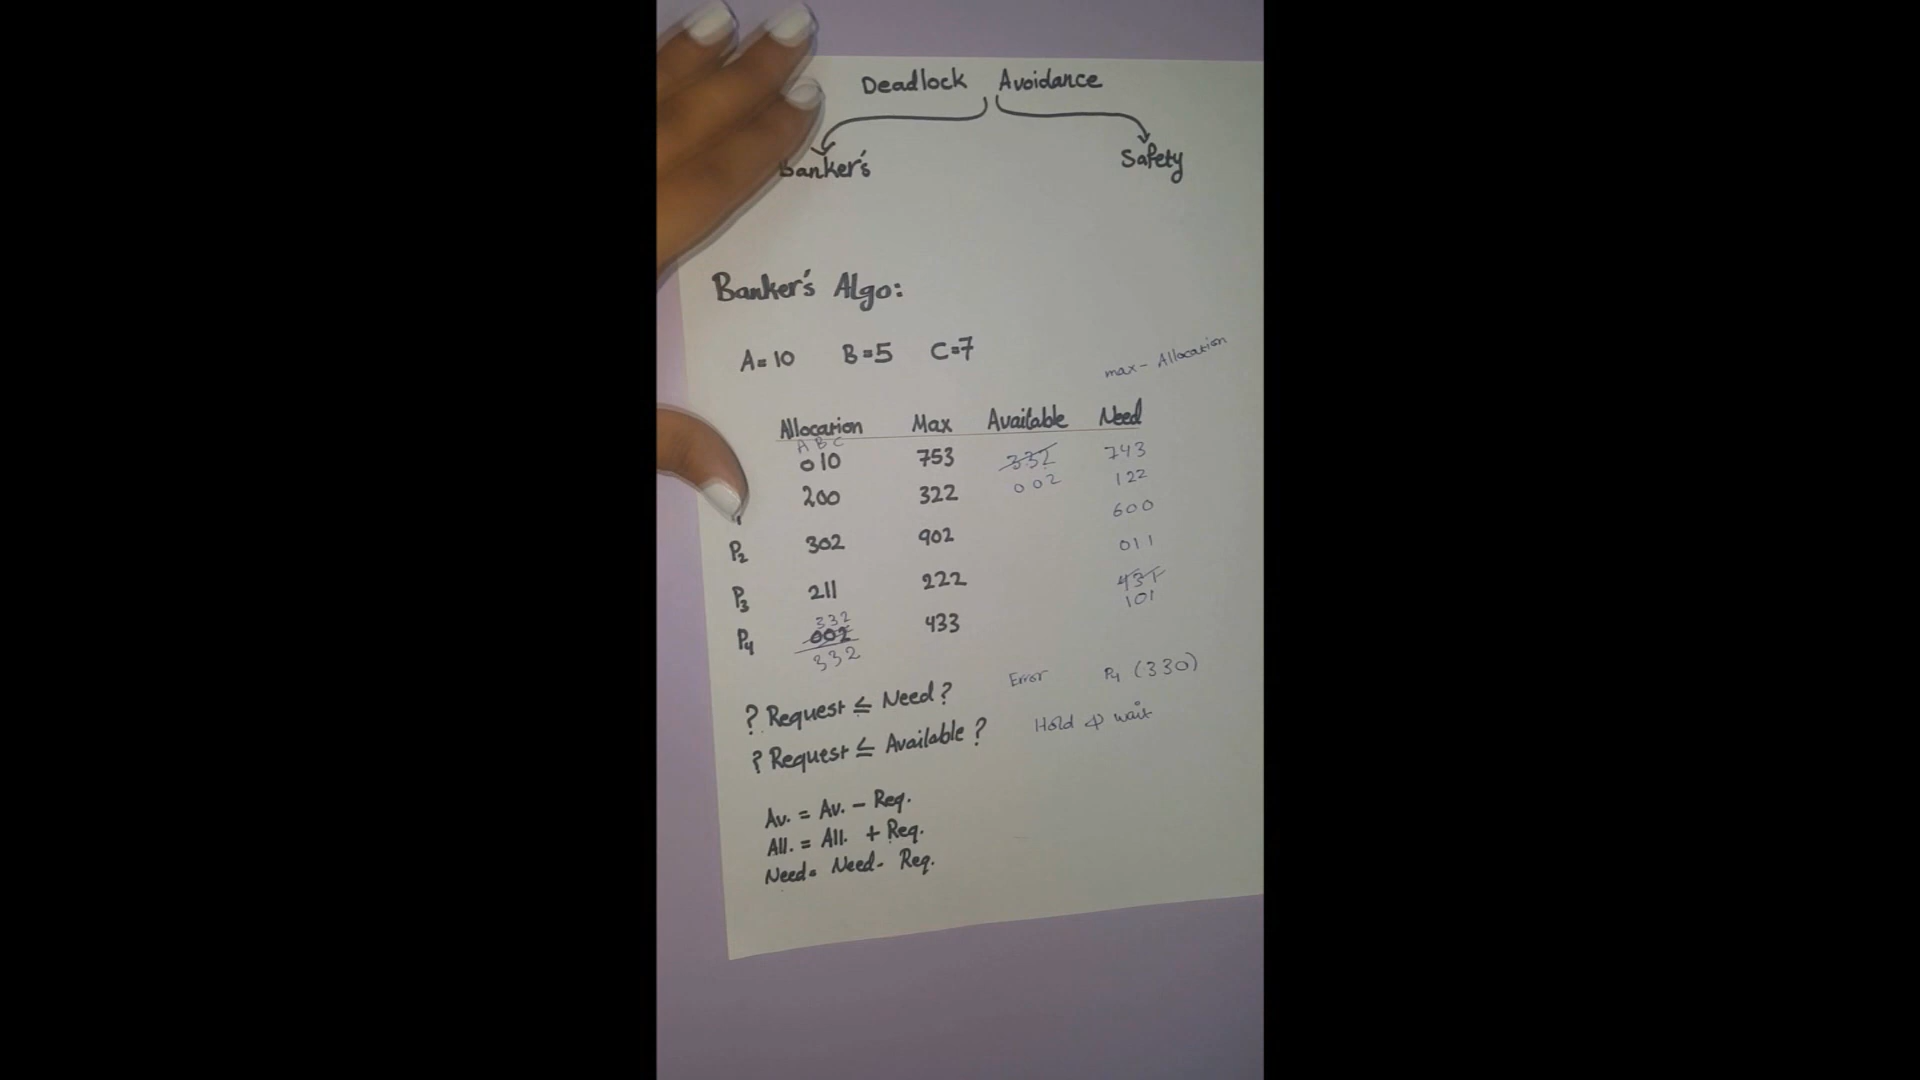 Deadlock Avoidance
Banker's Safety
Banker's Algo:
A=10 B=5 C=7
max - Allocation
Allocation Max Available Need
A B C
010 753 332 743
200 322 002 122
600
P2 302 902
011
P3 211 222 431
332 101
P4 002 433
332
Error P4 (330)
? Request ≤ Need?
Hold & wait
? Request ≤ Available?
Av. = Av. - Req.
All. = All. + Req.
Need = Need - Req.